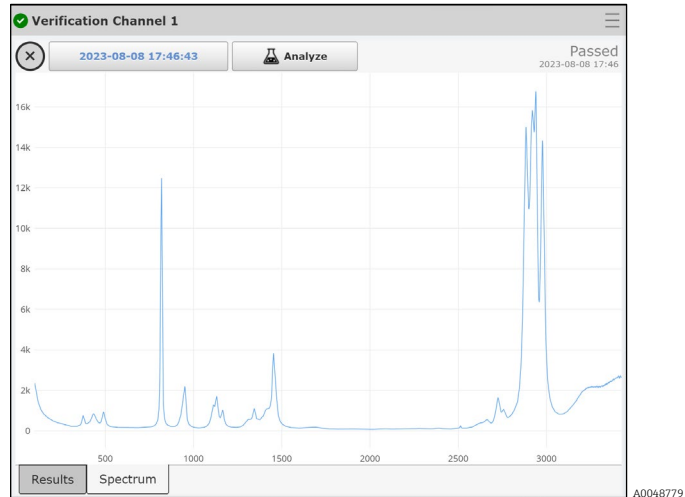 Verification Channel 1
2023-08-08 17:46:43
Analyze
Passed
2023-08-08 17:46
16k
14k
12k
10k
8k
6k
4k
2k
0
500 1000 1500 2000 2500 3000
Results Spectrum
A0048779